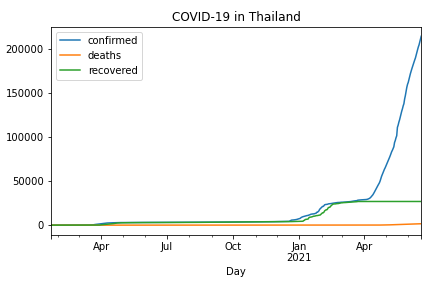 COVID-19 in Thailand
confirmed
deaths
recovered
200000
150000
100000
50000
0
Apr
Jul
Oct
Jan
2021
Apr
Day